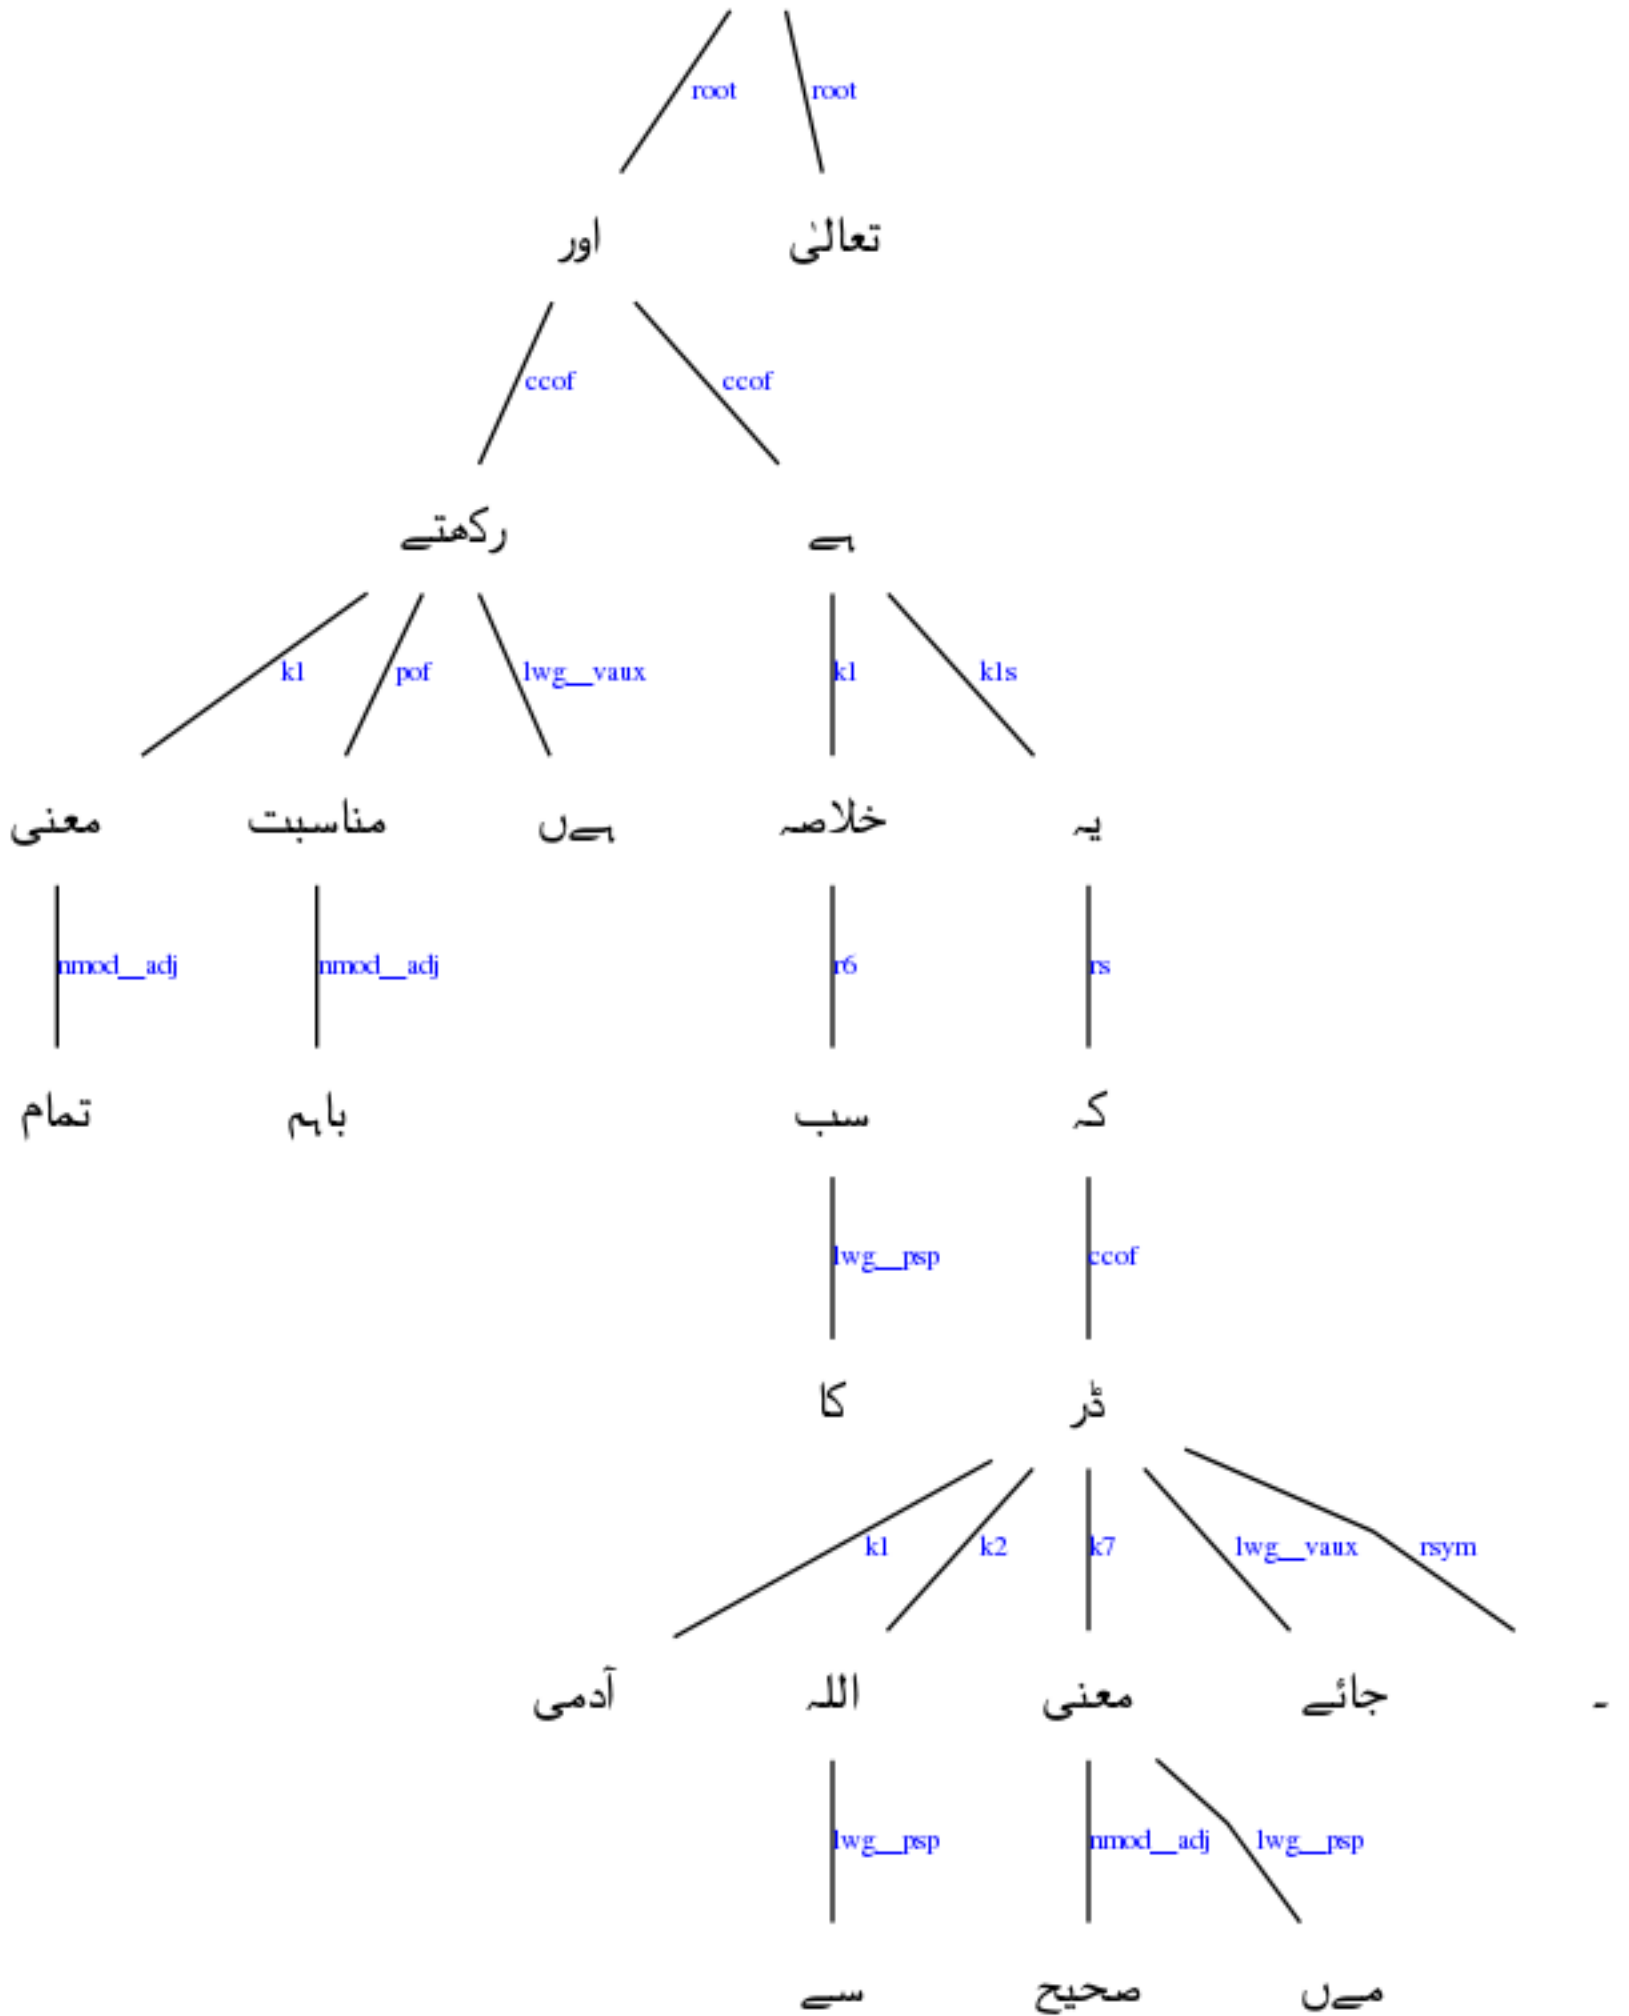 root root
اور تعالیٰ
ccof ccof
رکھتے ہے
k1 pof lwg__vaux k1 k1s
معنی مناسبت ہےں خلاصہ یہ
nmod__adj nmod__adj r6 rs
تمام باہم سب کہ
lwg__psp ccof
کا ڈر
k1 k2 k7 lwg__vaux rsym
آدمی اللہ معنی جائے ۔
lwg__psp nmod__adj lwg__psp
سے صحیح مےں